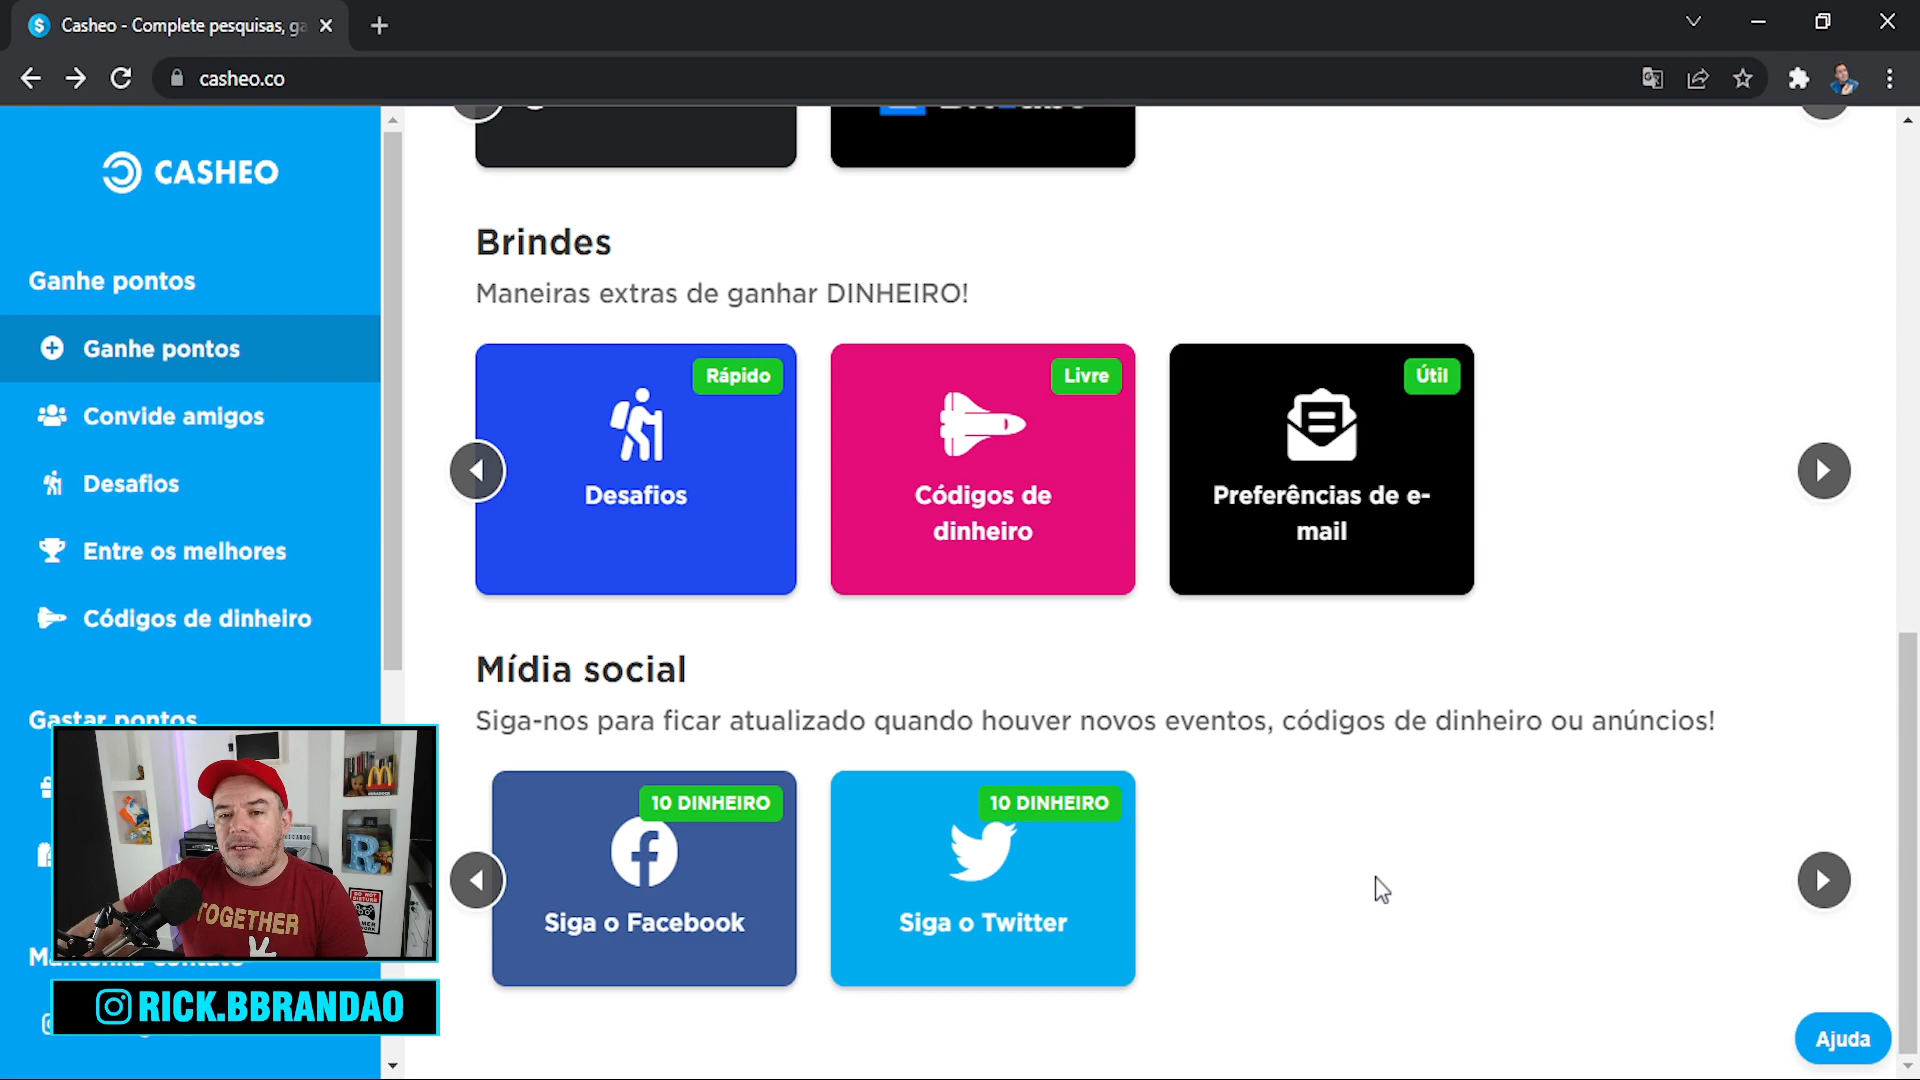 Casheo - Complete pesquisas, ga
casheo.co
CASHEO
Ganhe pontos
Ganhe pontos
Convide amigos
Desafios
Entre os melhores
Códigos de dinheiro
Gastar pontos
Brindes
Maneiras extras de ganhar DINHEIRO!
Rápido
Desafios
Livre
Códigos de
dinheiro
Útil
Preferências de e-
mail
Mídia social
Siga-nos para ficar atualizado quando houver novos eventos, códigos de dinheiro ou anúncios!
10 DINHEIRO
Siga o Facebook
10 DINHEIRO
Siga o Twitter
Ajuda
TOGETHER
RICK.BBRANDAO